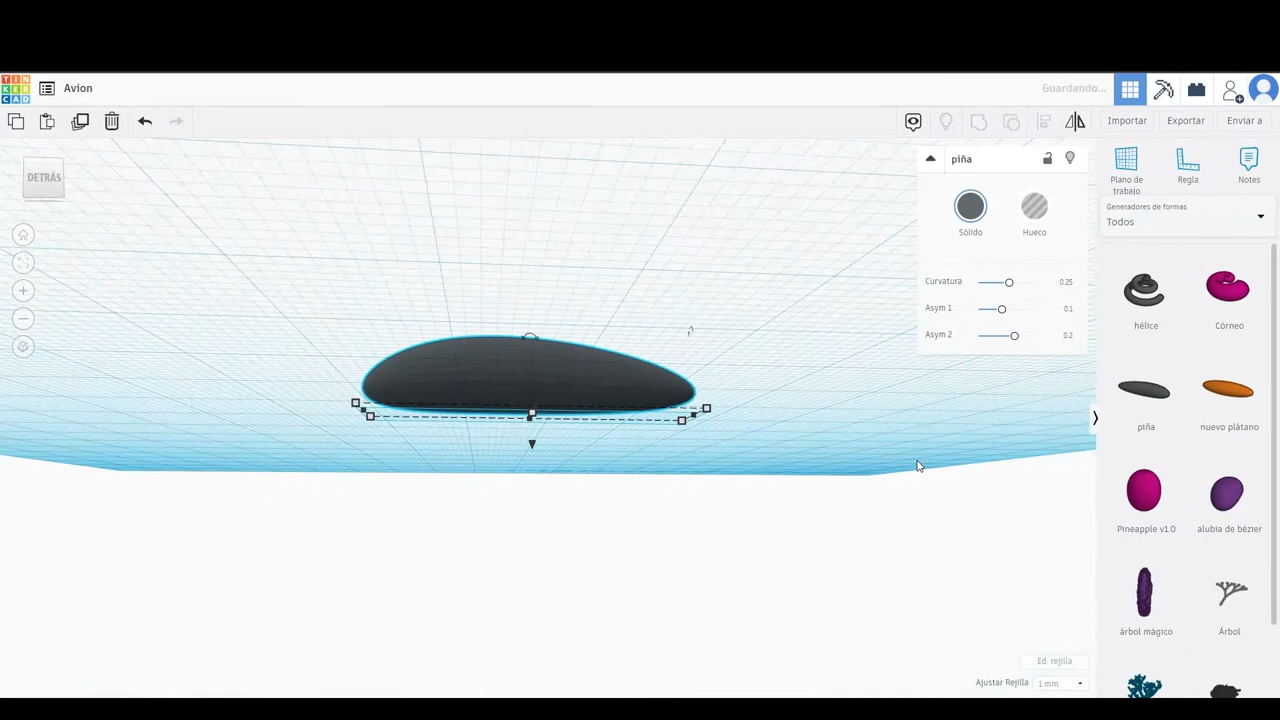 TIN
KER
CAD
Avion
Guardando...
Importar
Exportar
Enviar a
DETRÁS
piña
Sólido
Hueco
Curvatura
0.25
Asym 1
0.1
Asym 2
0.2
Plano de
trabajo
Regla
Notes
Generadores de formas
Todos
hélice
Córneo
piña
nuevo plátano
Pineapple v1.0
alubia de bézier
árbol mágico
Árbol
Ed. rejilla
Ajustar Rejilla
1 mm